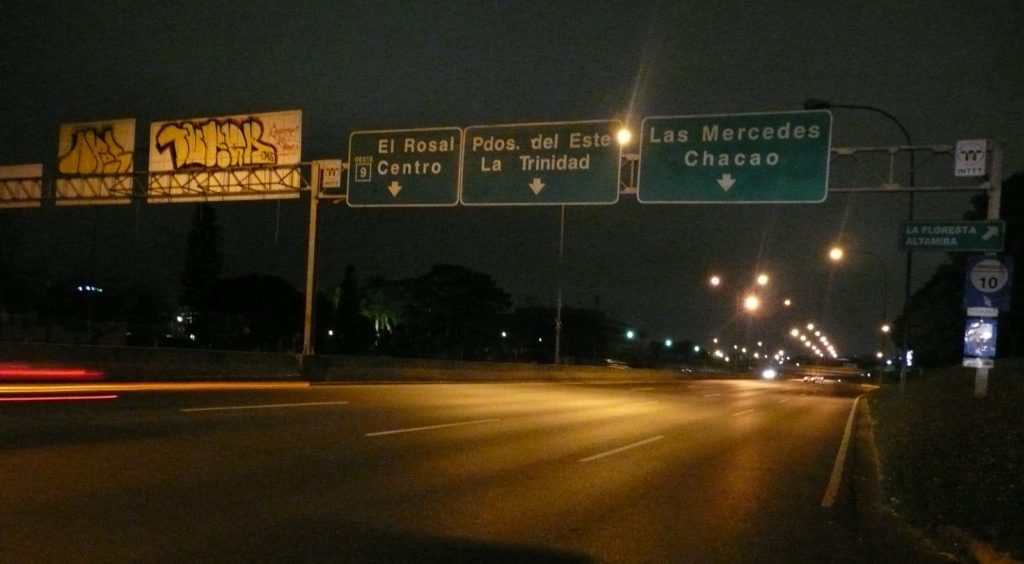 OESTE
9
El Rosal
Centro
Pdos. del Este
La Trinidad
Las Mercedes
Chacao
INTTT
LA FLORESTA
ALTAMIRA
10